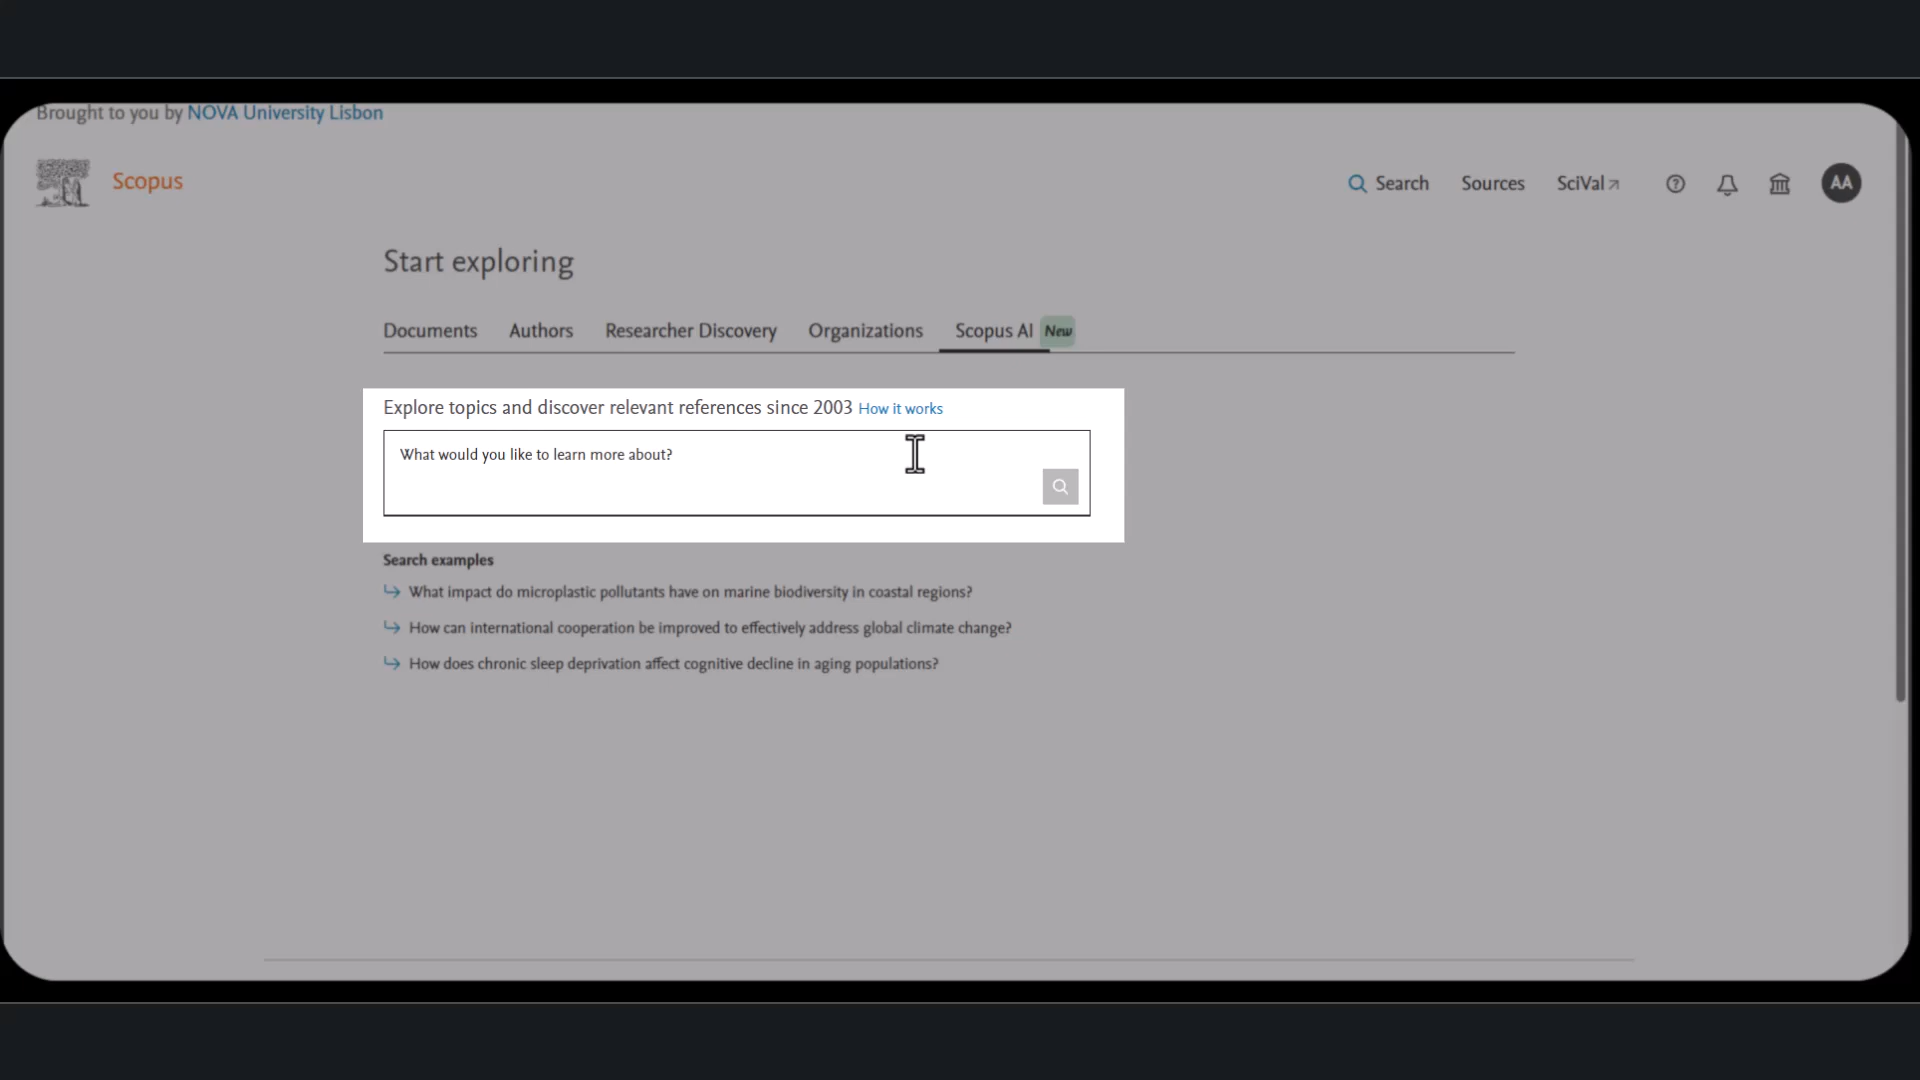 Brought to you by NOVA University Lisbon
Scopus
Search Sources SciVal↗ AA
Start exploring
Documents Authors Researcher Discovery Organizations Scopus AI New
Explore topics and discover relevant references since 2003 How it works
What would you like to learn more about?
Search examples
What impact do microplastic pollutants have on marine biodiversity in coastal regions?
How can international cooperation be improved to effectively address global climate change?
How does chronic sleep deprivation affect cognitive decline in aging populations?